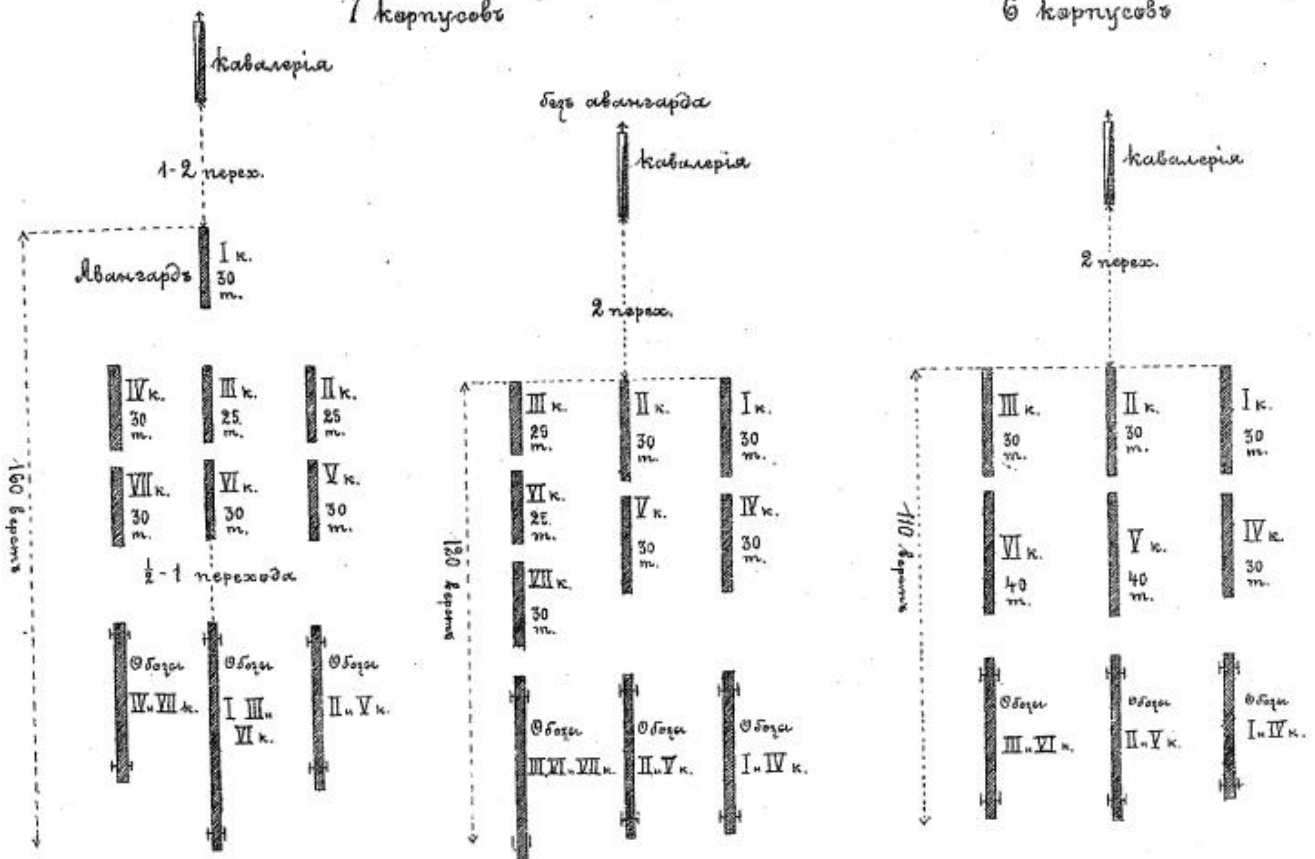 7 корпусовъ
кавалерія
1-2 перех.
Авангардъ
I к.
30
т.
IV к.
30
т.
III к.
25
т.
II к.
25
т.
VII к.
30
т.
VI к.
30
т.
V к.
30
т.
½-1 перехода
Обозы
IV и VII к.
Обозы
I III и
VI к.
Обозы
II и V к.
160 верстъ
безъ авангарда
кавалерія
2 перех.
III к.
25
т.
II к.
30
т.
I к.
30
т.
VI к.
25
т.
V к.
30
т.
IV к.
30
т.
VII к.
30
т.
Обозы
III, VI и VII к.
Обозы
II и V к.
Обозы
I и IV к.
120 верстъ
6 корпусовъ
кавалерія
2 перех.
III к.
30
т.
II к.
30
т.
I к.
30
т.
VI к.
40
т.
V к.
40
т.
IV к.
30
т.
Обозы
III и VI к.
Обозы
II и V к.
Обозы
I и IV к.
110 верстъ